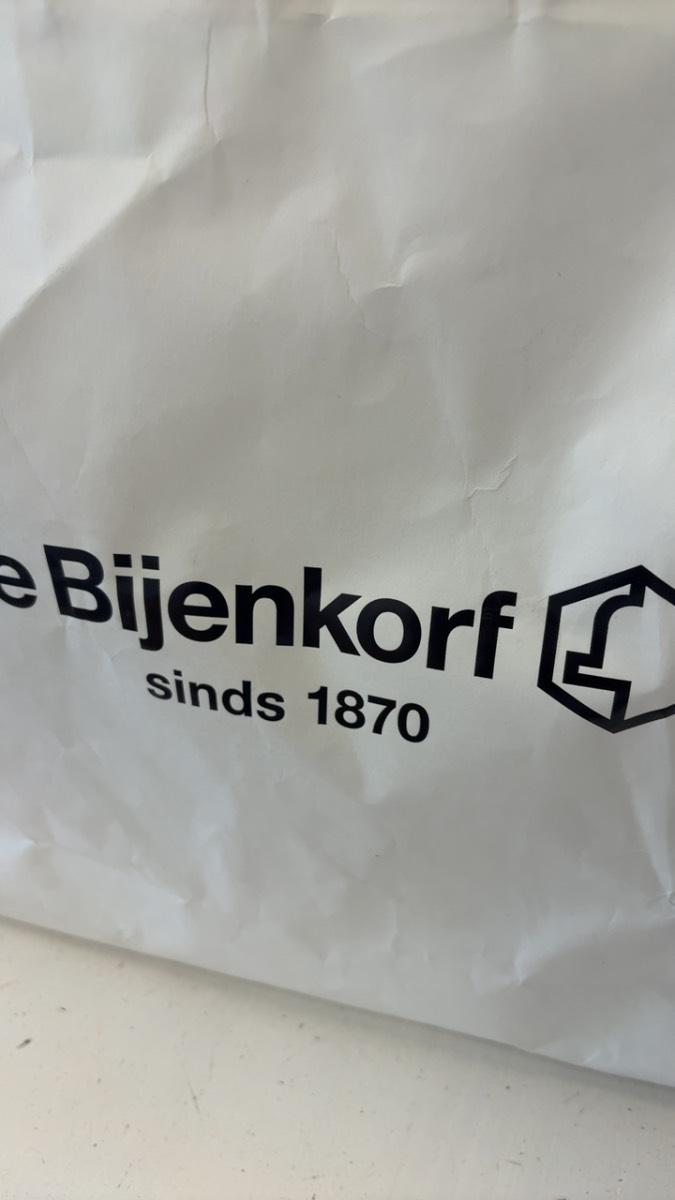 e Bijenkorf
sinds 1870